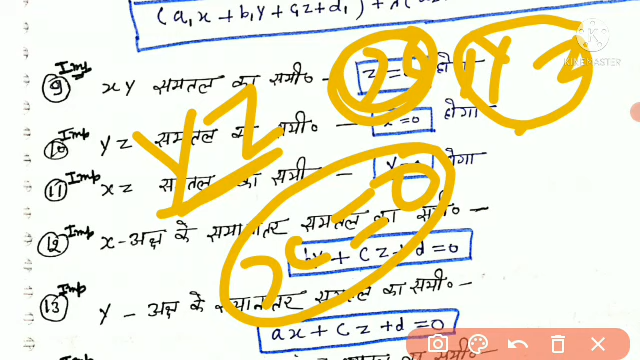 (a₁x + b₁y + c₁z + d₁) + λ(a
Imp (9) xy समतल का समी० — z = होगा
Imp (10) yz समतल का समी० — x = 0 होगा
Imp (11) xz समतल का समी — y = 0 होगा
Imp (12) x - अक्ष के समानान्तर समतल का समी० —
by + cz + d = 0
Imp (13) y - अक्ष के समानान्तर समतल का समी० —
ax + cz + d = 0
YZ
x = 0
KINEMASTER